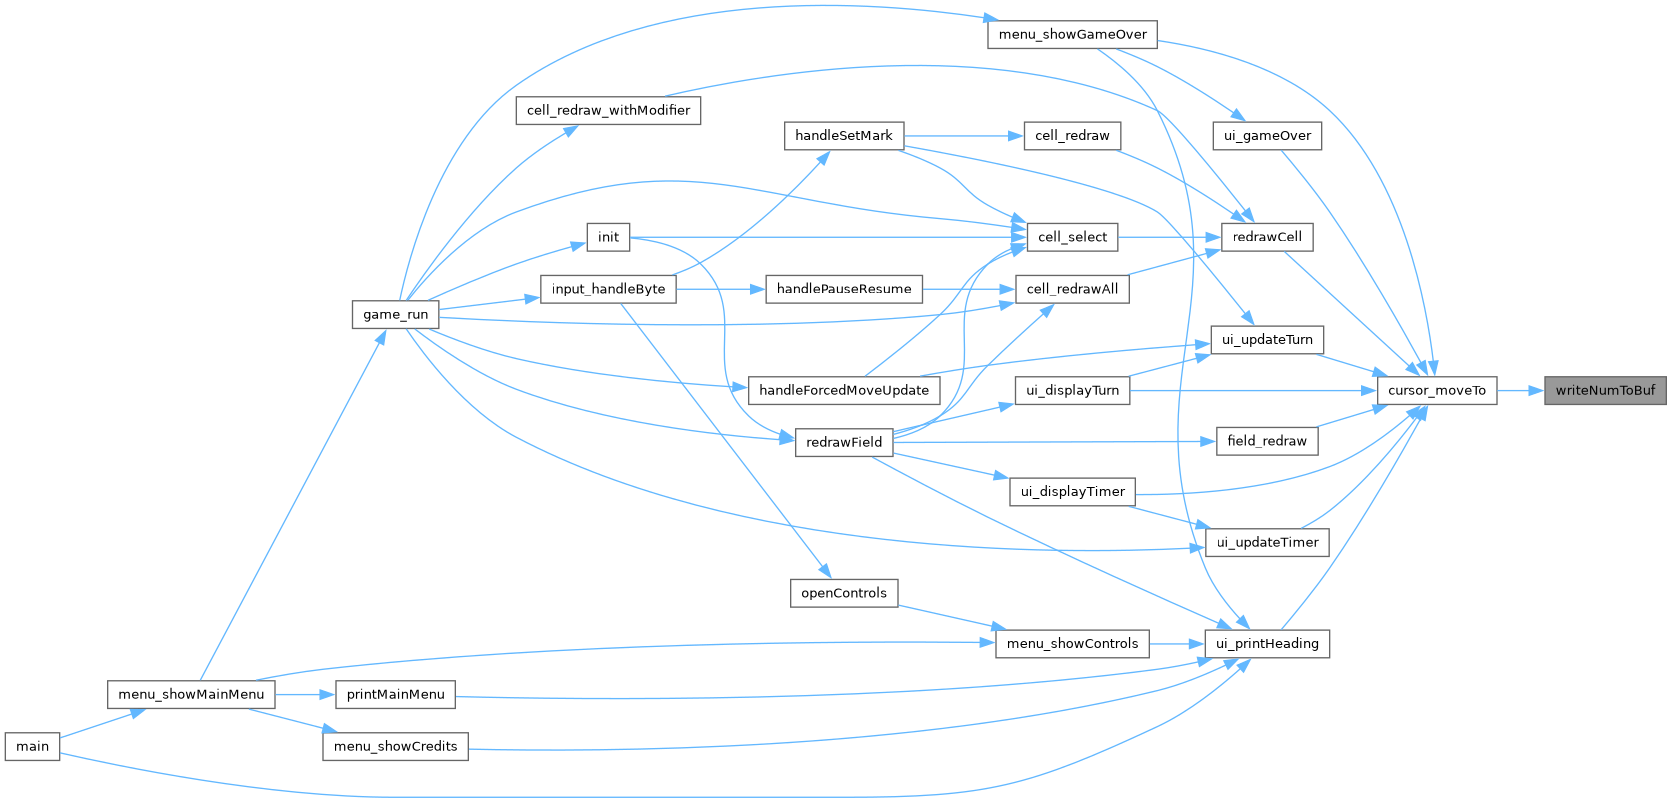 menu_showGameOver
cell_redraw_withModifier
handleSetMark
cell_redraw
ui_gameOver
init
cell_select
redrawCell
input_handleByte
handlePauseResume
cell_redrawAll
game_run
ui_updateTurn
handleForcedMoveUpdate
ui_displayTurn
cursor_moveTo
writeNumToBuf
redrawField
field_redraw
ui_displayTimer
ui_updateTimer
openControls
menu_showControls
ui_printHeading
menu_showMainMenu
printMainMenu
main
menu_showCredits